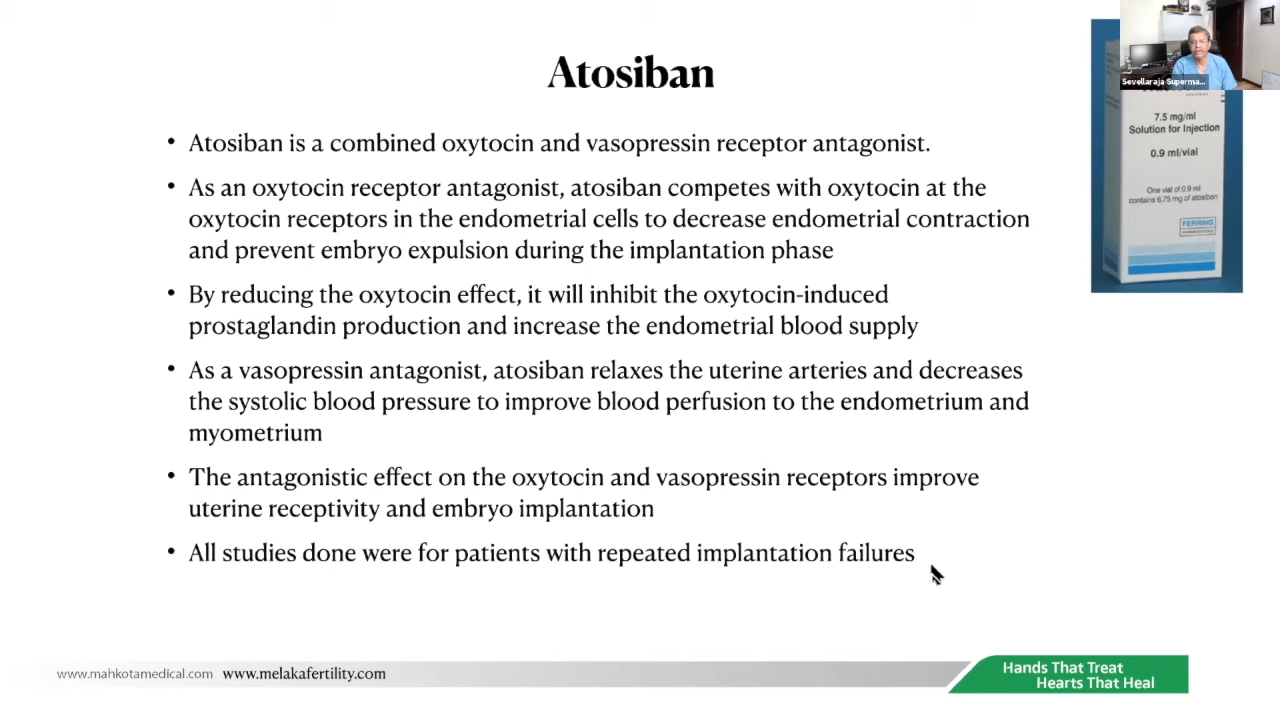 Atosiban
• Atosiban is a combined oxytocin and vasopressin receptor antagonist.
• As an oxytocin receptor antagonist, atosiban competes with oxytocin at the
oxytocin receptors in the endometrial cells to decrease endometrial contraction
and prevent embryo expulsion during the implantation phase
• By reducing the oxytocin effect, it will inhibit the oxytocin-induced
prostaglandin production and increase the endometrial blood supply
• As a vasopressin antagonist, atosiban relaxes the uterine arteries and decreases
the systolic blood pressure to improve blood perfusion to the endometrium and
myometrium
• The antagonistic effect on the oxytocin and vasopressin receptors improve
uterine receptivity and embryo implantation
• All studies done were for patients with repeated implantation failures
Sevellaraja Superma...
7.5 mg/ml
Solution for Injection
0.9 ml/vial
One vial of 0.9 ml
contains 6.75 mg of atosiban
FERRING
PHARMACEUTICALS
www.mahkotamedical.com www.melakafertility.com
Hands That Treat
Hearts That Heal